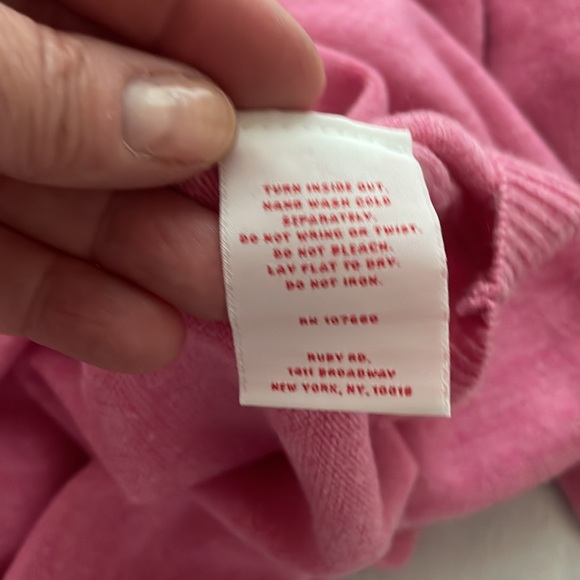 TURN INSIDE OUT.
HAND WASH COLD
SEPARATELY.
DO NOT WRING OR TWIST.
DO NOT BLEACH.
LAY FLAT TO DRY.
DO NOT IRON.
RN 107660
RUBY RD.
1411 BROADWAY
NEW YORK, NY, 10018